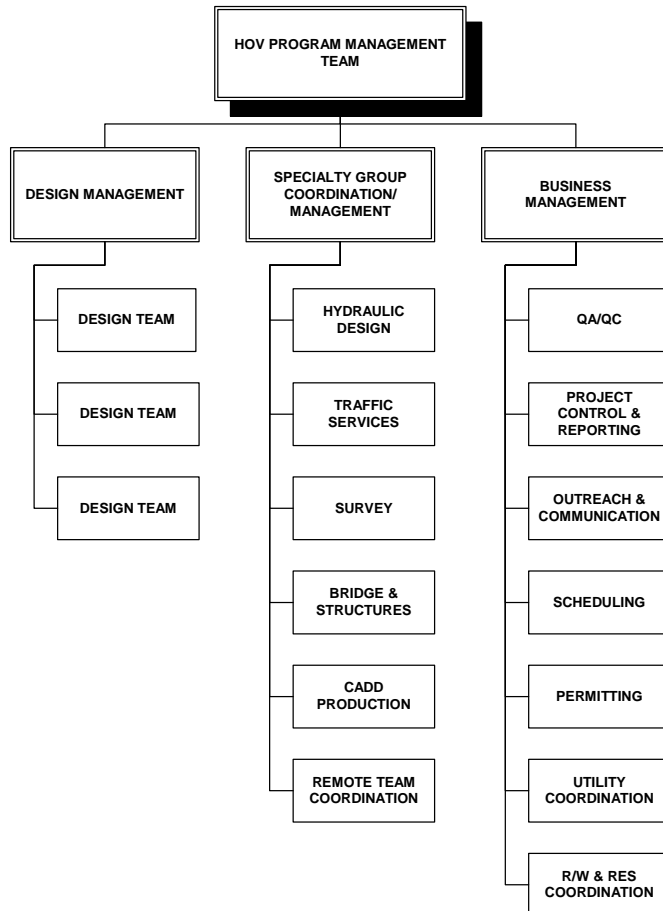 HOV PROGRAM MANAGEMENT
TEAM
DESIGN MANAGEMENT
SPECIALTY GROUP
COORDINATION/
MANAGEMENT
BUSINESS
MANAGEMENT
DESIGN TEAM
DESIGN TEAM
DESIGN TEAM
HYDRAULIC
DESIGN
TRAFFIC
SERVICES
SURVEY
BRIDGE &
STRUCTURES
CADD
PRODUCTION
REMOTE TEAM
COORDINATION
QA/QC
PROJECT
CONTROL &
REPORTING
OUTREACH &
COMMUNICATION
SCHEDULING
PERMITTING
UTILITY
COORDINATION
R/W & RES
COORDINATION